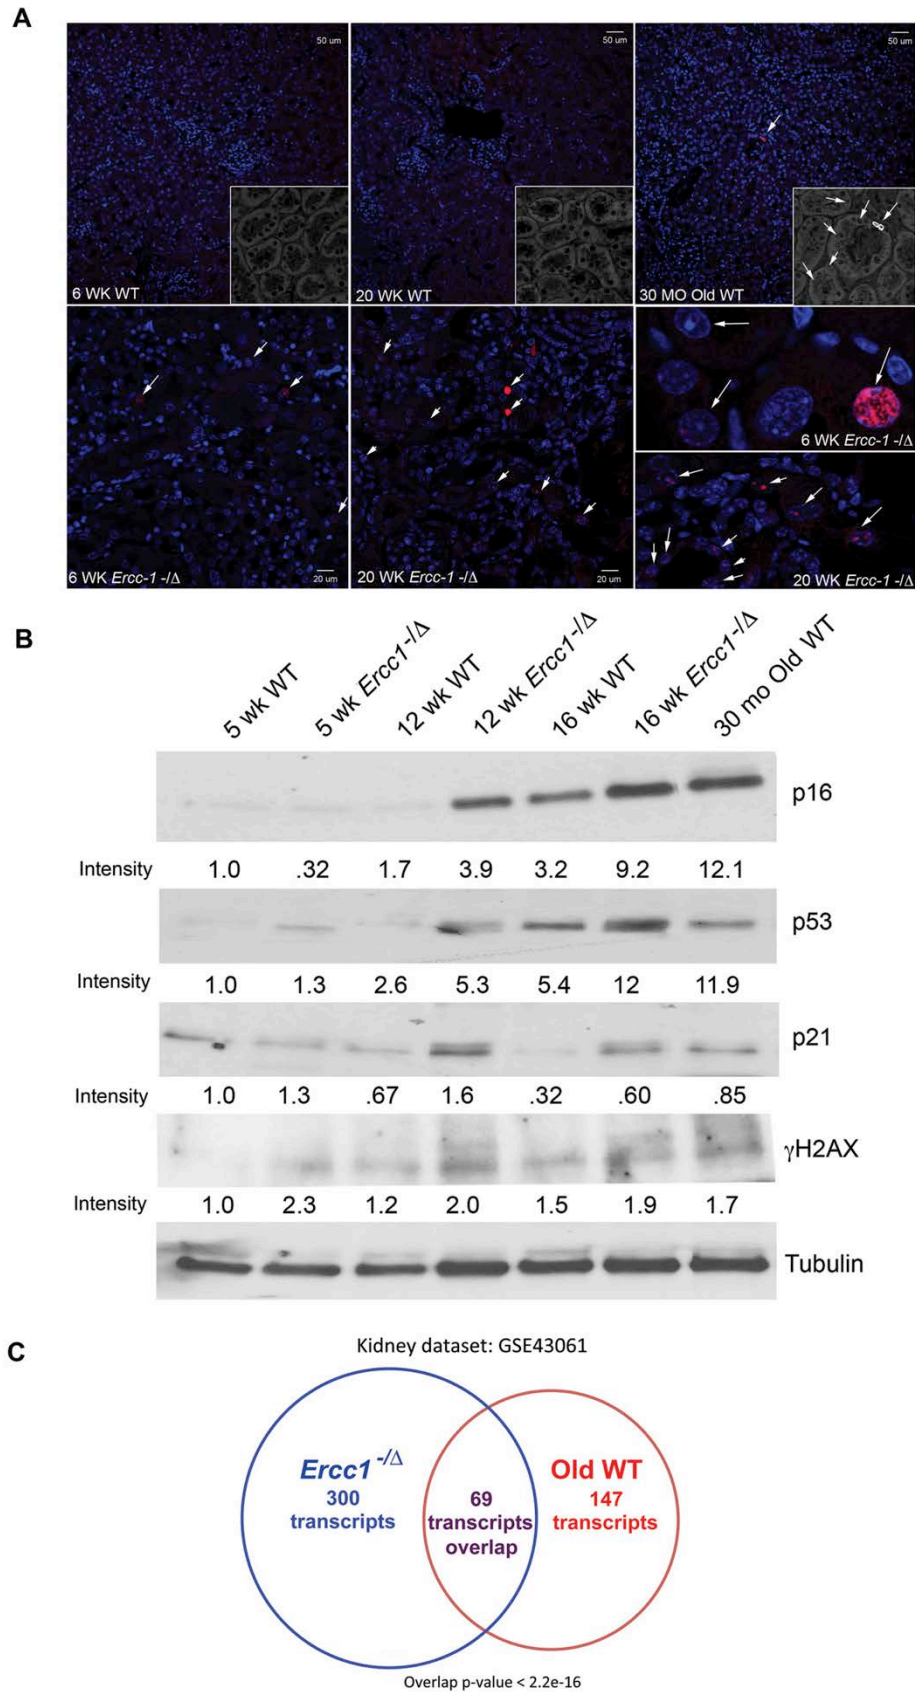 A
50 um
50 um
50 um
6 WK WT
20 WK WT
30 MO Old WT
6 WK Ercc-1 -/Δ
20 um
20 WK Ercc-1 -/Δ
20 um
6 WK Ercc-1 -/Δ
20 WK Ercc-1 -/Δ
B
5 wk WT
5 wk Ercc1-/Δ
12 wk WT
12 wk Ercc1-/Δ
16 wk WT
16 wk Ercc1-/Δ
30 mo Old WT
p16
Intensity 1.0 .32 1.7 3.9 3.2 9.2 12.1
p53
Intensity 1.0 1.3 2.6 5.3 5.4 12 11.9
p21
Intensity 1.0 1.3 .67 1.6 .32 .60 .85
γH2AX
Intensity 1.0 2.3 1.2 2.0 1.5 1.9 1.7
Tubulin
C
Kidney dataset: GSE43061
Ercc1-/Δ
300
transcripts
69
transcripts
overlap
Old WT
147
transcripts
Overlap p-value < 2.2e-16